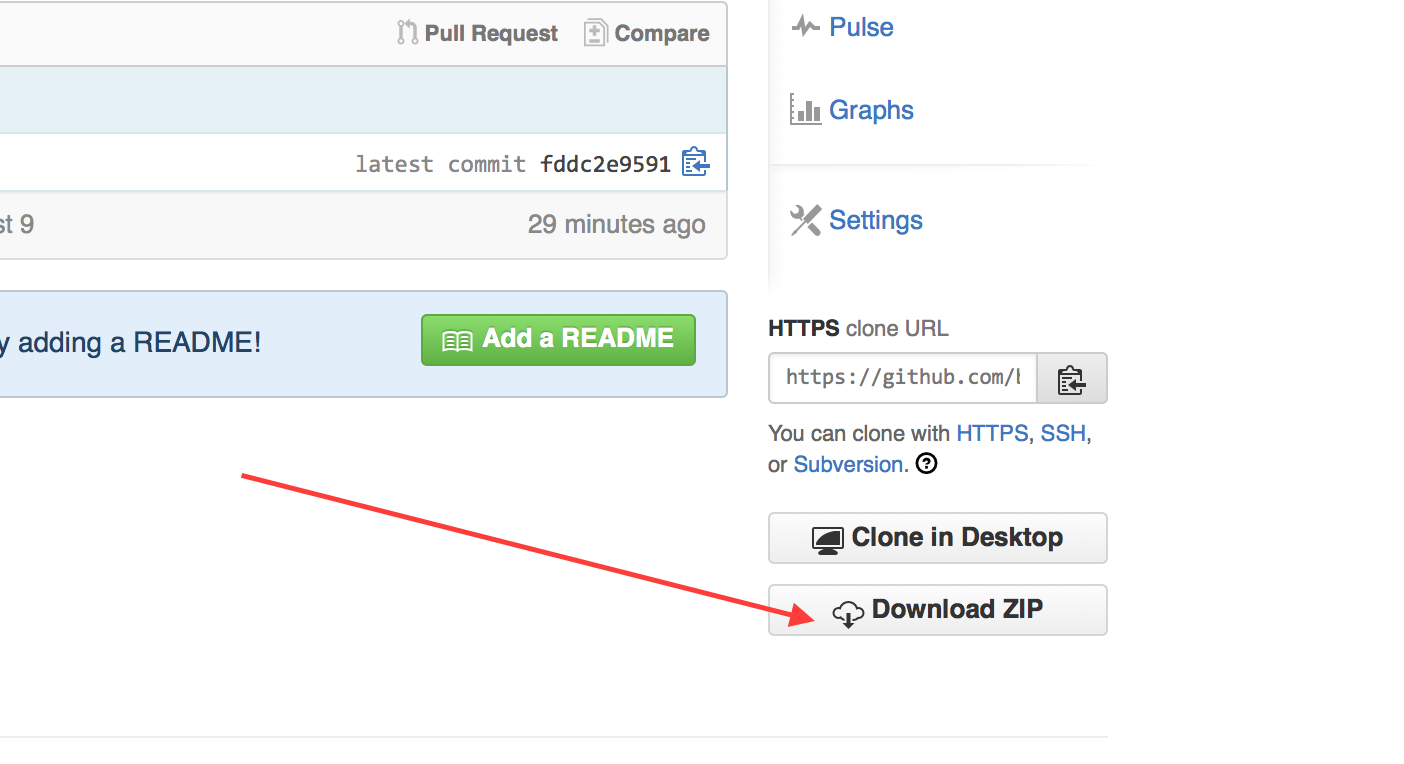 Pull Request Compare
latest commit fddc2e9591
st 9 29 minutes ago
y adding a README! Add a README
Pulse
Graphs
Settings
HTTPS clone URL
https://github.com/b
You can clone with HTTPS, SSH,
or Subversion. ?
Clone in Desktop
Download ZIP